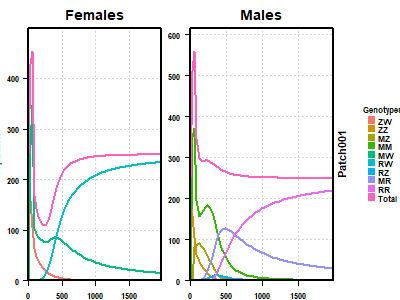 Females
Males
400
300
200
100
0
0
500
1000
1500
600
500
400
300
200
100
0
0
500
1000
1500
Patch001
Genotypes
ZW
ZZ
MZ
MM
MW
RW
RZ
MR
RR
Total